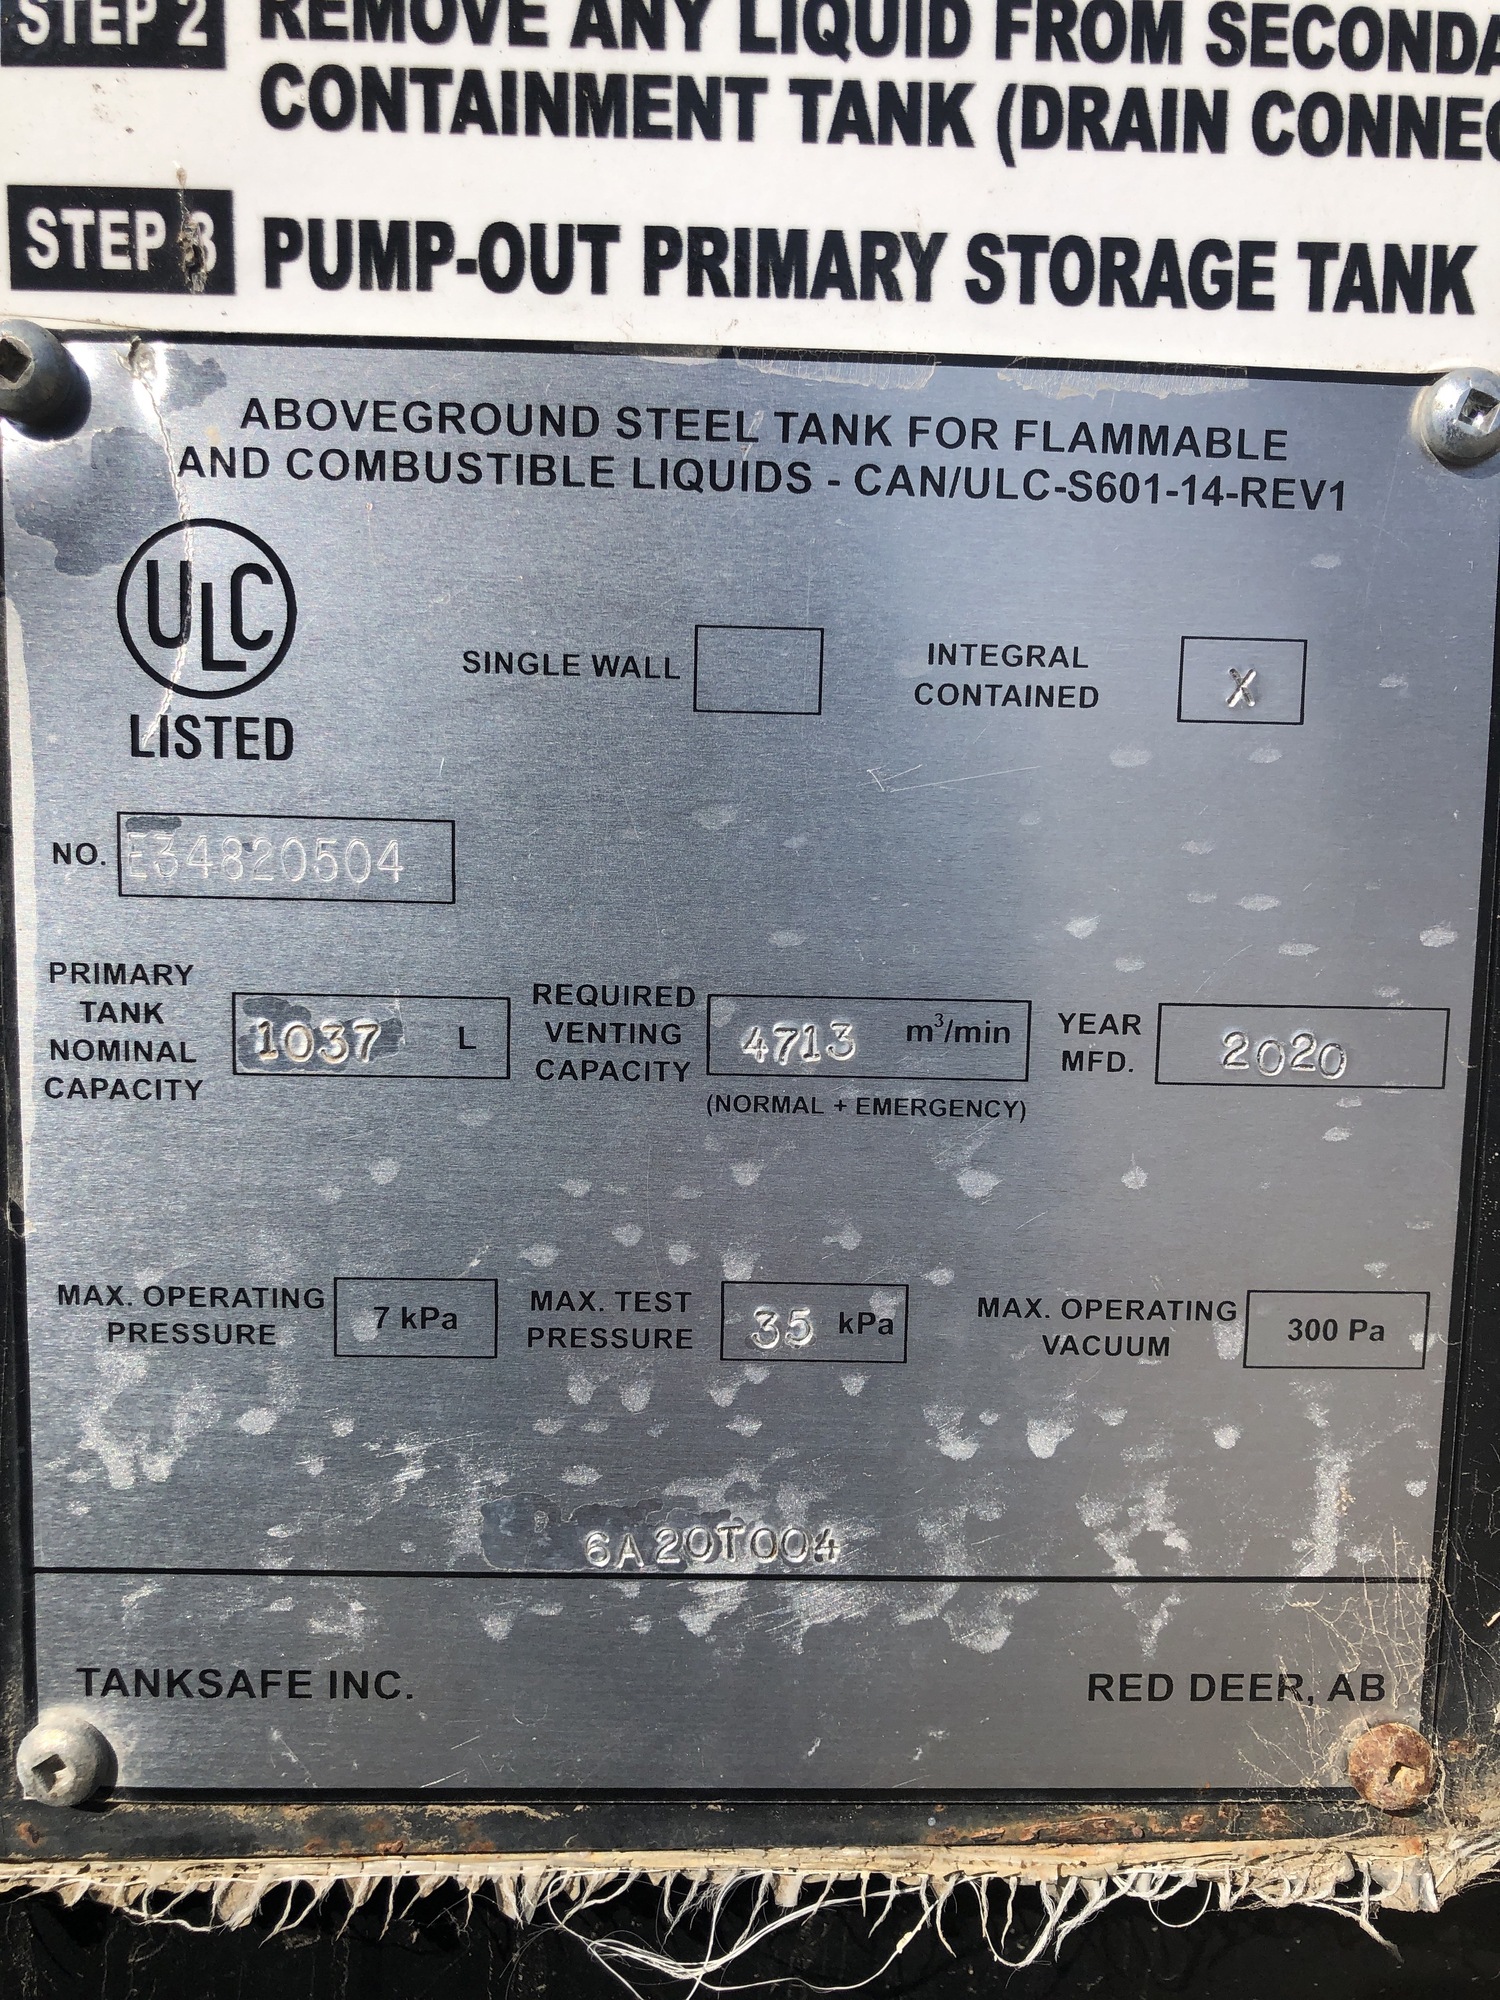 STEP 2 REMOVE ANY LIQUID FROM SECONDA
CONTAINMENT TANK (DRAIN CONNEC
STEP 3 PUMP-OUT PRIMARY STORAGE TANK
ABOVEGROUND STEEL TANK FOR FLAMMABLE
AND COMBUSTIBLE LIQUIDS - CAN/ULC-S601-14-REV1
ULC
LISTED
SINGLE WALL
INTEGRAL
CONTAINED
X
NO. E34820504
PRIMARY
TANK
NOMINAL
CAPACITY
1037 L
REQUIRED
VENTING
CAPACITY
4713 m³/min
(NORMAL + EMERGENCY)
YEAR
MFD.
2020
MAX. OPERATING
PRESSURE
7 kPa
MAX. TEST
PRESSURE
35 kPa
MAX. OPERATING
VACUUM
300 Pa
6A20T004
TANKSAFE INC.
RED DEER, AB